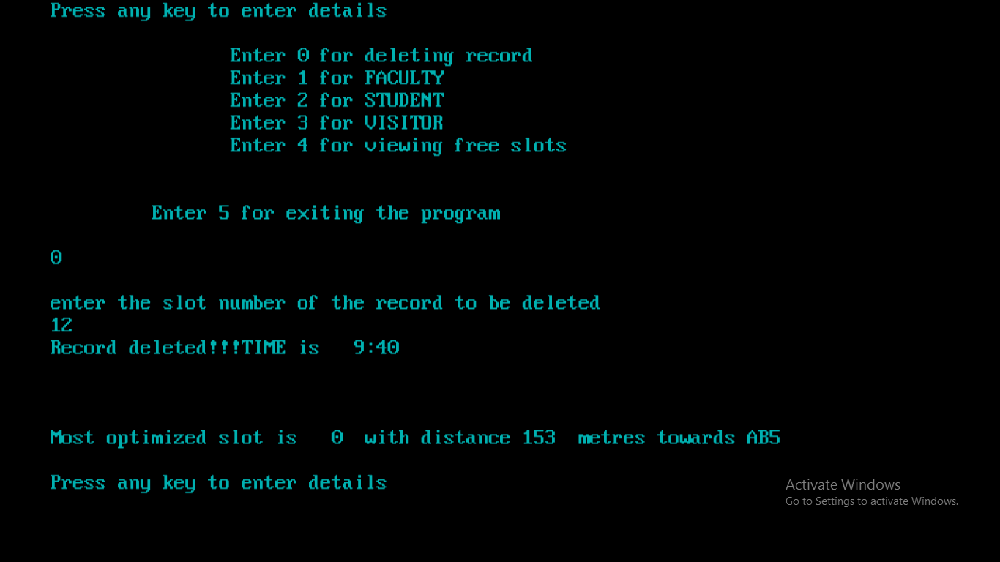 Press any key to enter details
Enter 0 for deleting record
Enter 1 for FACULTY
Enter 2 for STUDENT
Enter 3 for VISITOR
Enter 4 for viewing free slots
Enter 5 for exiting the program
0
enter the slot number of the record to be deleted
12
Record deleted!!!TIME is 9:40
Most optimized slot is 0 with distance 153 metres towards AB5
Press any key to enter details
Activate Windows
Go to Settings to activate Windows.